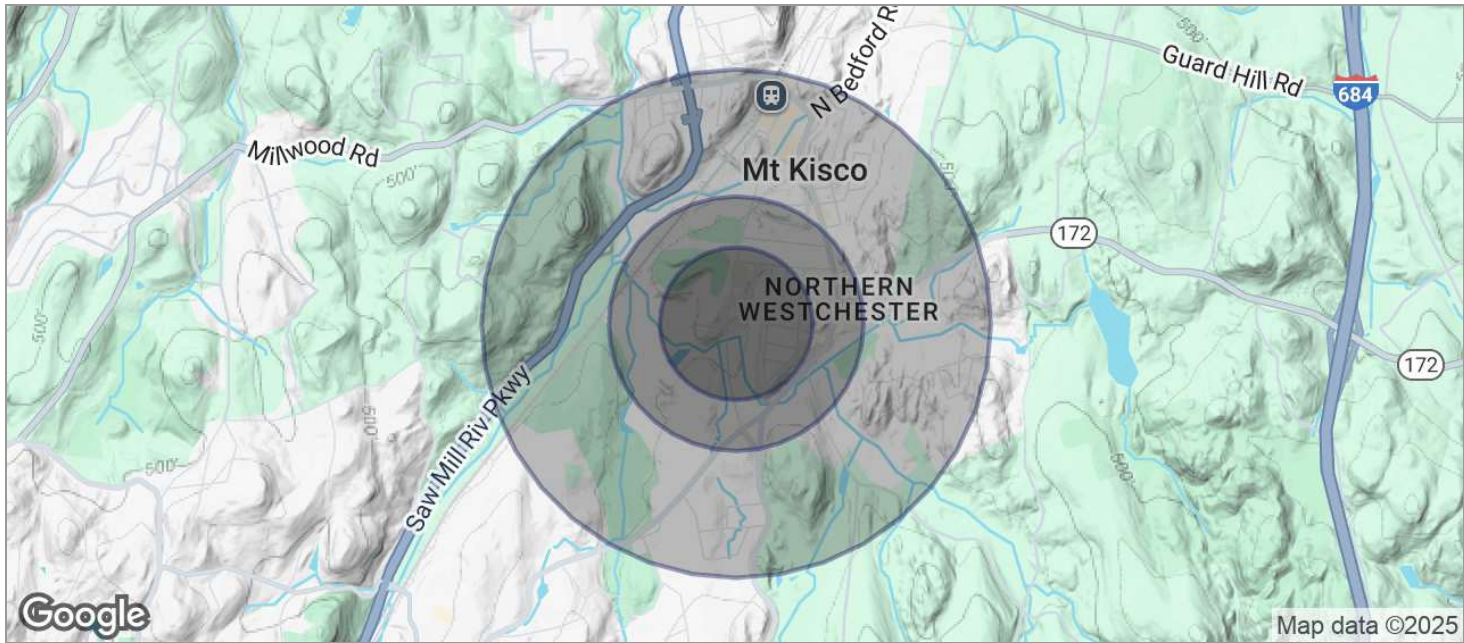 N Bedford R
Guard Hill Rd
500'
684
Millwood Rd
500'
Mt Kisco
500'
172
NORTHERN
WESTCHESTER
500'
172
500'
500'
Saw Mill Riv Pkwy
500'
Google
Map data ©2025